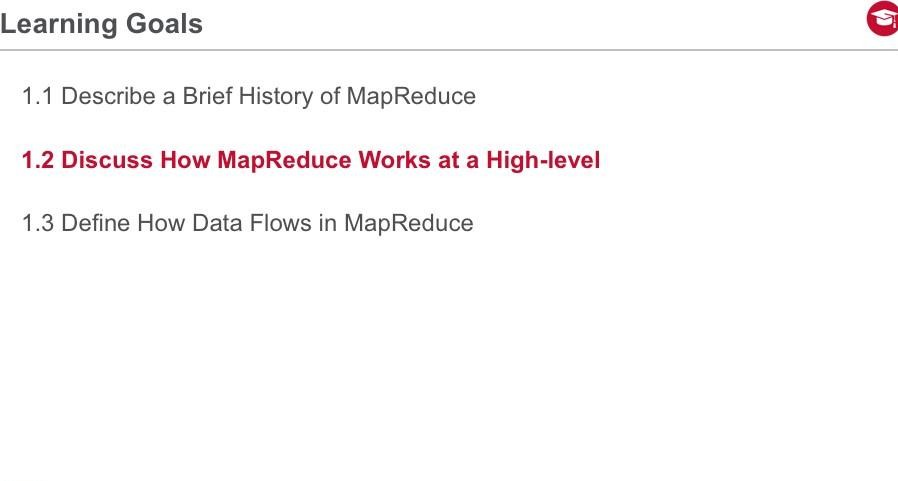 Learning Goals
1.1 Describe a Brief History of MapReduce
1.2 Discuss How MapReduce Works at a High-level
1.3 Define How Data Flows in MapReduce